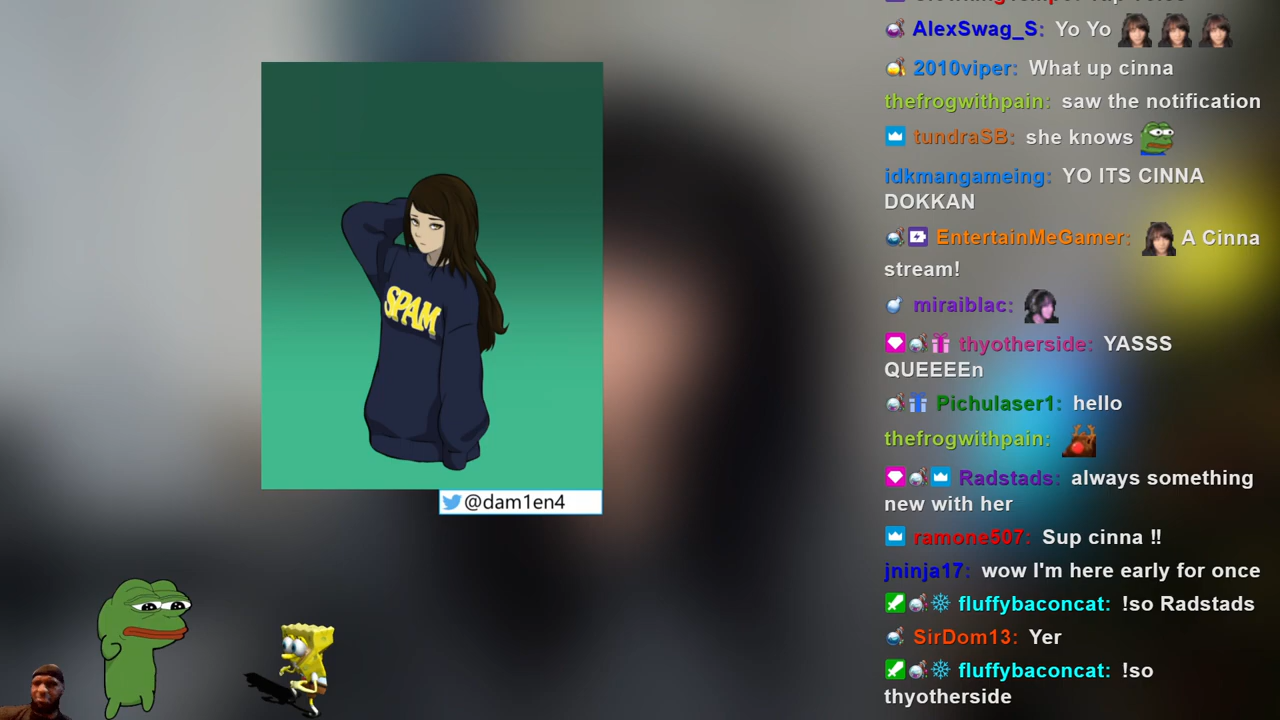 AlexSwag_S: Yo Yo
2010viper: What up cinna
thefrogwithpain: saw the notification
tundraSB: she knows
idkmangameing: YO ITS CINNA
DOKKAN
EntertainMeGamer: A Cinna
stream!
miraiblac:
thyotherside: YASSS
QUEEEEn
Pichulaser1: hello
thefrogwithpain:
Radstads: always something
new with her
ramone507: Sup cinna !!
jninja17: wow I'm here early for once
fluffybaconcat: !so Radstads
SirDom13: Yer
fluffybaconcat: !so
thyotherside
SPAM
@dam1en4